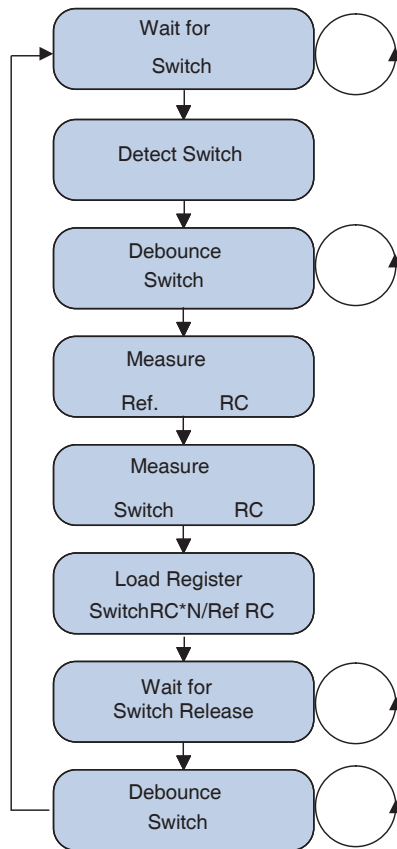 Wait for
Switch
Detect Switch
Debounce
Switch
Measure
Ref. RC
Measure
Switch RC
Load Register
SwitchRC*N/Ref RC
Wait for
Switch Release
Debounce
Switch